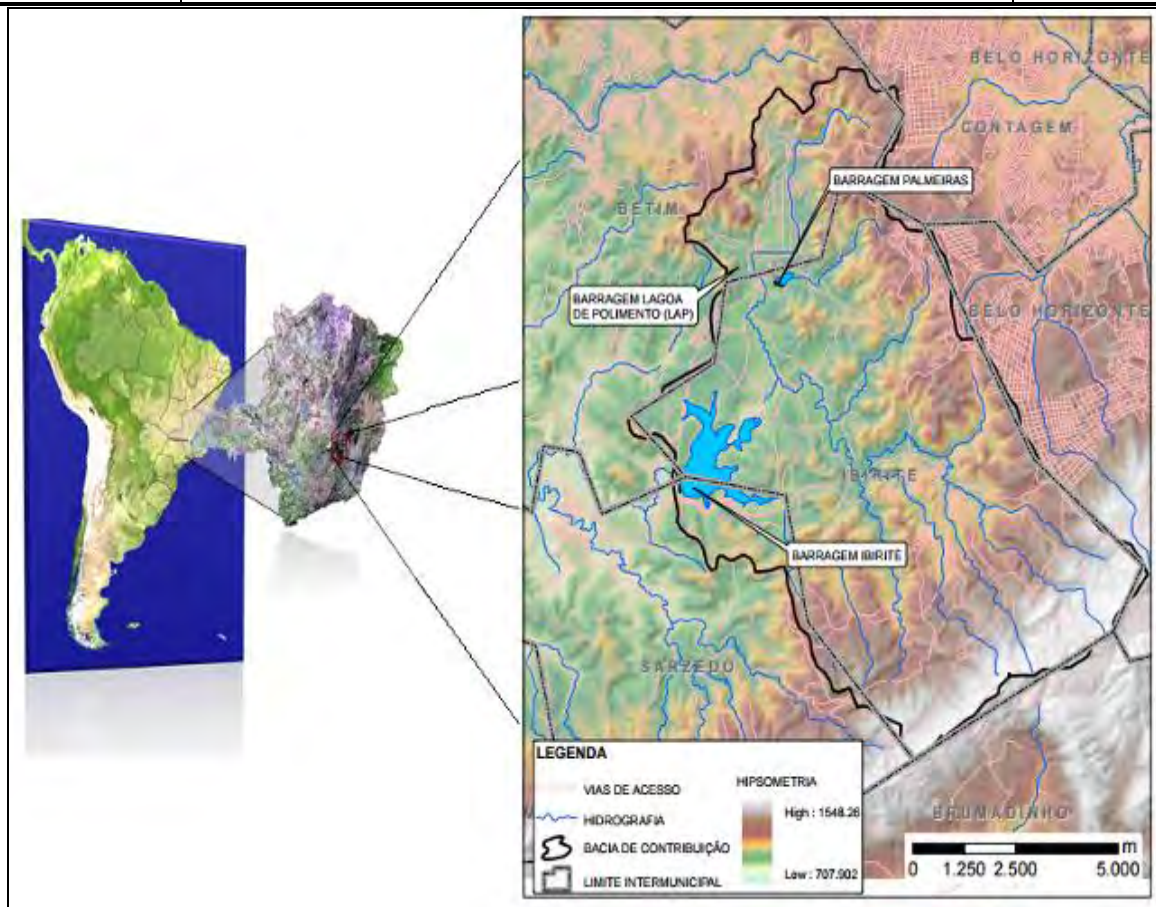 BELO HORIZONTE
CONTAGEM
BARRAGEM PALMEIRAS
BETIM
BARRAGEM LAGOA
DE POLIMENTO (LAP)
BELO HORIZONTE
IBIRITE
BARRAGEM IBIRITÉ
SARZEDO
BRUMADINHO
LEGENDA
VIAS DE ACESSO
HIDROGRAFIA
BACIA DE CONTRIBUIÇÃO
LIMITE INTERMUNICIPAL
HIPSOMETRIA
High : 1548.26
Low : 707.902
m
0 1.250 2.500 5.000